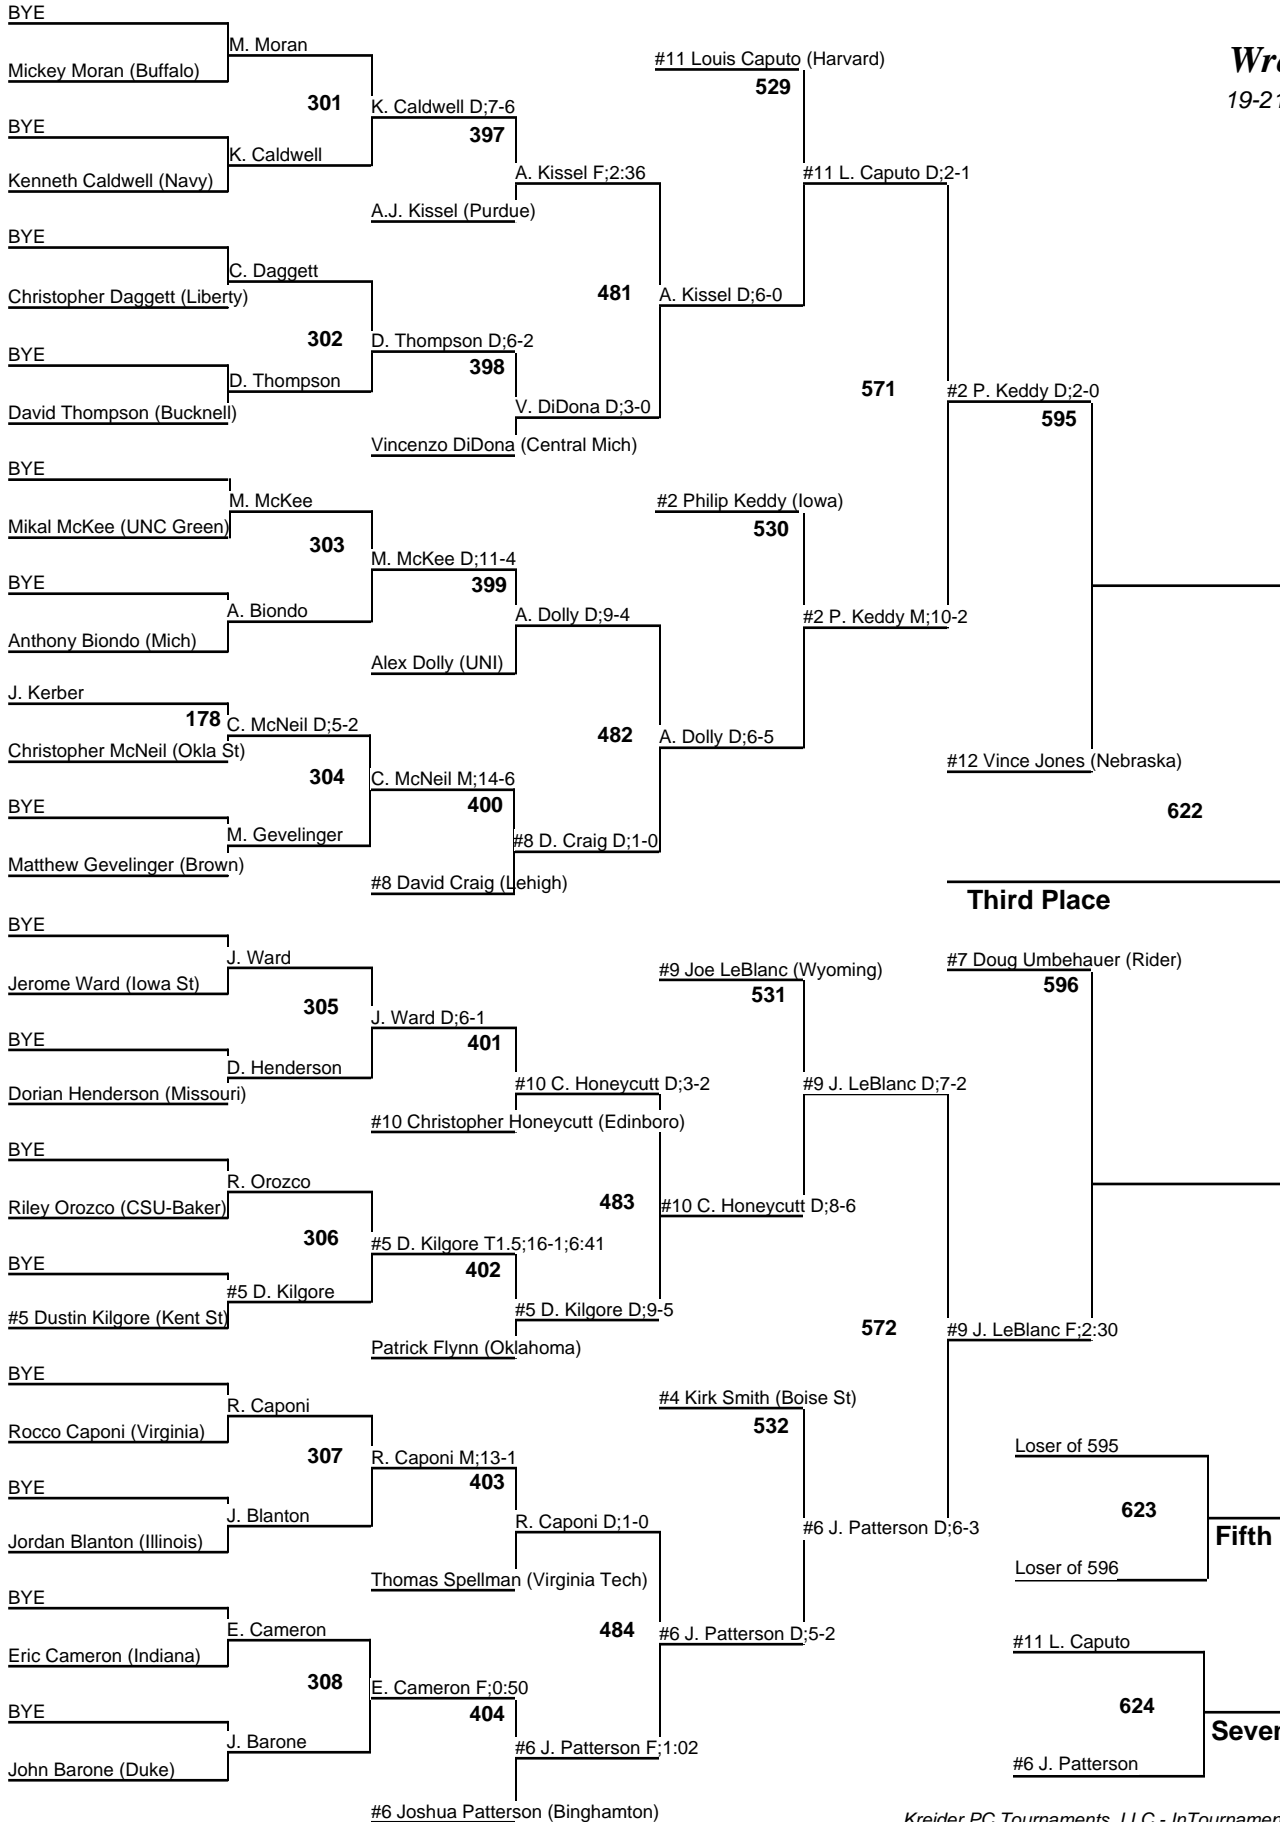 BYE
M. Moran
Mickey Moran (Buffalo)
#11 Louis Caputo (Harvard)
529
19-21
301
K. Caldwell D;7-6
397
BYE
K. Caldwell
Kenneth Caldwell (Navy)
A. Kissel F;2:36
#11 L. Caputo D;2-1
A.J. Kissel (Purdue)
BYE
C. Daggett
Christopher Daggett (Liberty)
481
A. Kissel D;6-0
302
D. Thompson D;6-2
398
BYE
D. Thompson
David Thompson (Bucknell)
571
#2 P. Keddy D;2-0
595
V. DiDona D;3-0
Vincenzo DiDona (Central Mich)
BYE
M. McKee
Mikal McKee (UNC Green)
#2 Philip Keddy (Iowa)
530
303
M. McKee D;11-4
399
BYE
A. Biondo
Anthony Biondo (Mich)
A. Dolly D;9-4
#2 P. Keddy M;10-2
Alex Dolly (UNI)
J. Kerber
178
C. McNeil D;5-2
Christopher McNeil (Okla St)
482
A. Dolly D;6-5
#12 Vince Jones (Nebraska)
304
C. McNeil M;14-6
400
BYE
M. Gevelinger
Matthew Gevelinger (Brown)
622
#8 D. Craig D;1-0
#8 David Craig (Lehigh)
Third Place
BYE
J. Ward
Jerome Ward (Iowa St)
#9 Joe LeBlanc (Wyoming)
531
#7 Doug Umbehauer (Rider)
596
305
J. Ward D;6-1
401
BYE
D. Henderson
Dorian Henderson (Missouri)
#10 C. Honeycutt D;3-2
#9 J. LeBlanc D;7-2
#10 Christopher Honeycutt (Edinboro)
BYE
R. Orozco
Riley Orozco (CSU-Baker)
483
#10 C. Honeycutt D;8-6
306
#5 D. Kilgore T1.5;16-1;6:41
402
BYE
#5 D. Kilgore
#5 Dustin Kilgore (Kent St)
#5 D. Kilgore D;9-5
572
#9 J. LeBlanc F;2:30
Patrick Flynn (Oklahoma)
BYE
R. Caponi
Rocco Caponi (Virginia)
#4 Kirk Smith (Boise St)
532
Loser of 595
307
R. Caponi M;13-1
403
BYE
J. Blanton
Jordan Blanton (Illinois)
R. Caponi D;1-0
#6 J. Patterson D;6-3
623
Fifth
Loser of 596
Thomas Spellman (Virginia Tech)
BYE
E. Cameron
Eric Cameron (Indiana)
484
#6 J. Patterson D;5-2
#11 L. Caputo
308
E. Cameron F;0:50
404
BYE
J. Barone
John Barone (Duke)
624
#6 J. Patterson F;1:02
#6 J. Patterson
#6 Joshua Patterson (Binghamton)
Kreider PC Tournaments, LLC -